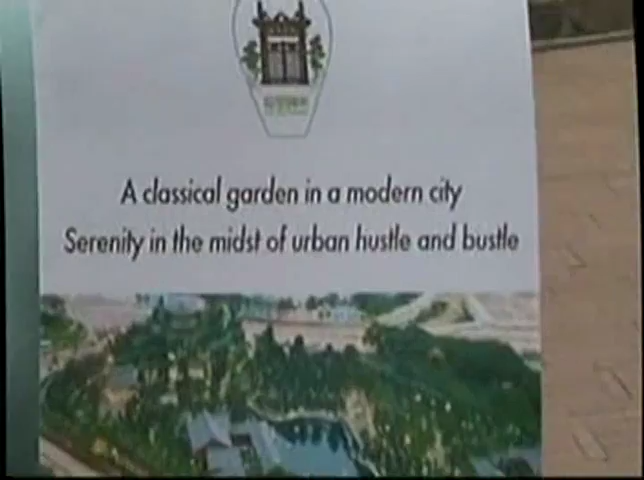 A classical garden in a modern city
Serenity in the midst of urban hustle and bustle